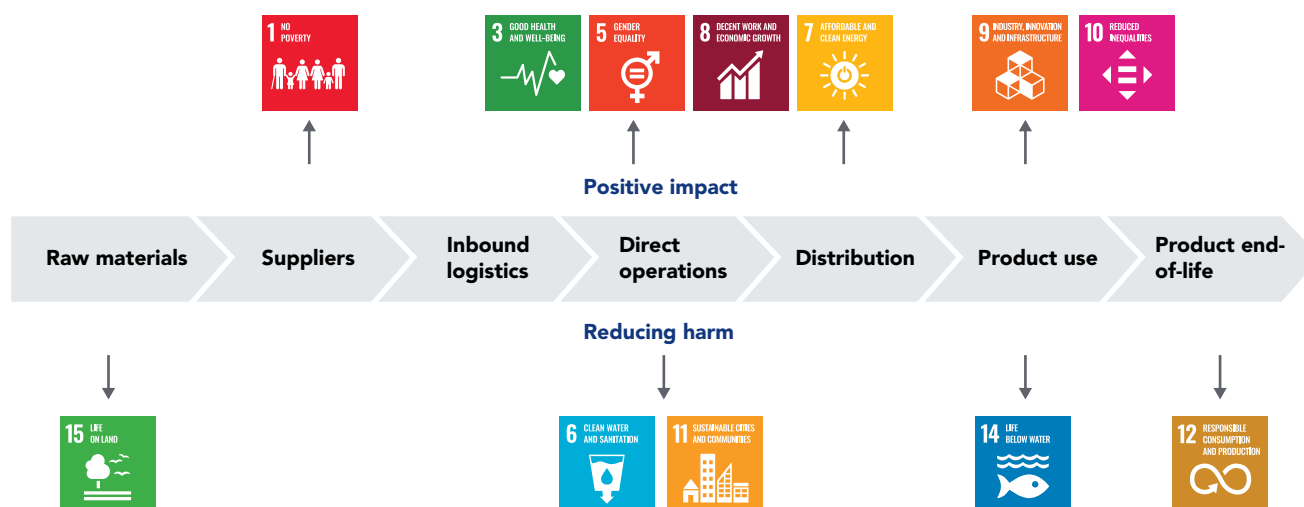 1 NO
POVERTY
3 GOOD HEALTH
AND WELL-BEING
5 GENDER
EQUALITY
8 DECENT WORK AND
ECONOMIC GROWTH
7 AFFORDABLE AND
CLEAN ENERGY
9 INDUSTRY, INNOVATION
AND INFRASTRUCTURE
10 REDUCED
INEQUALITIES
Positive impact
Raw materials
Suppliers
Inbound
logistics
Direct
operations
Distribution
Product use
Product end-
of-life
Reducing harm
15 LIFE
ON LAND
6 CLEAN WATER
AND SANITATION
11 SUSTAINABLE CITIES
AND COMMUNITIES
14 LIFE
BELOW WATER
12 RESPONSIBLE
CONSUMPTION
AND PRODUCTION